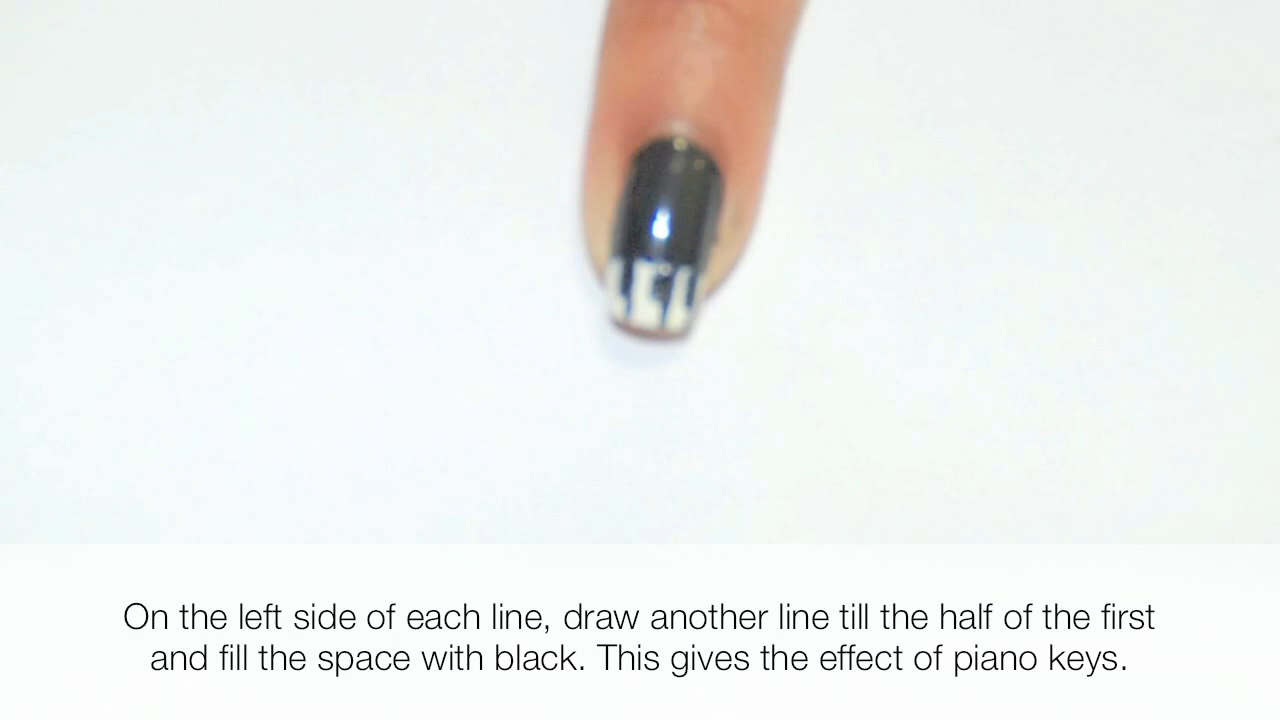 On the left side of each line, draw another line till the half of the first
and fill the space with black. This gives the effect of piano keys.